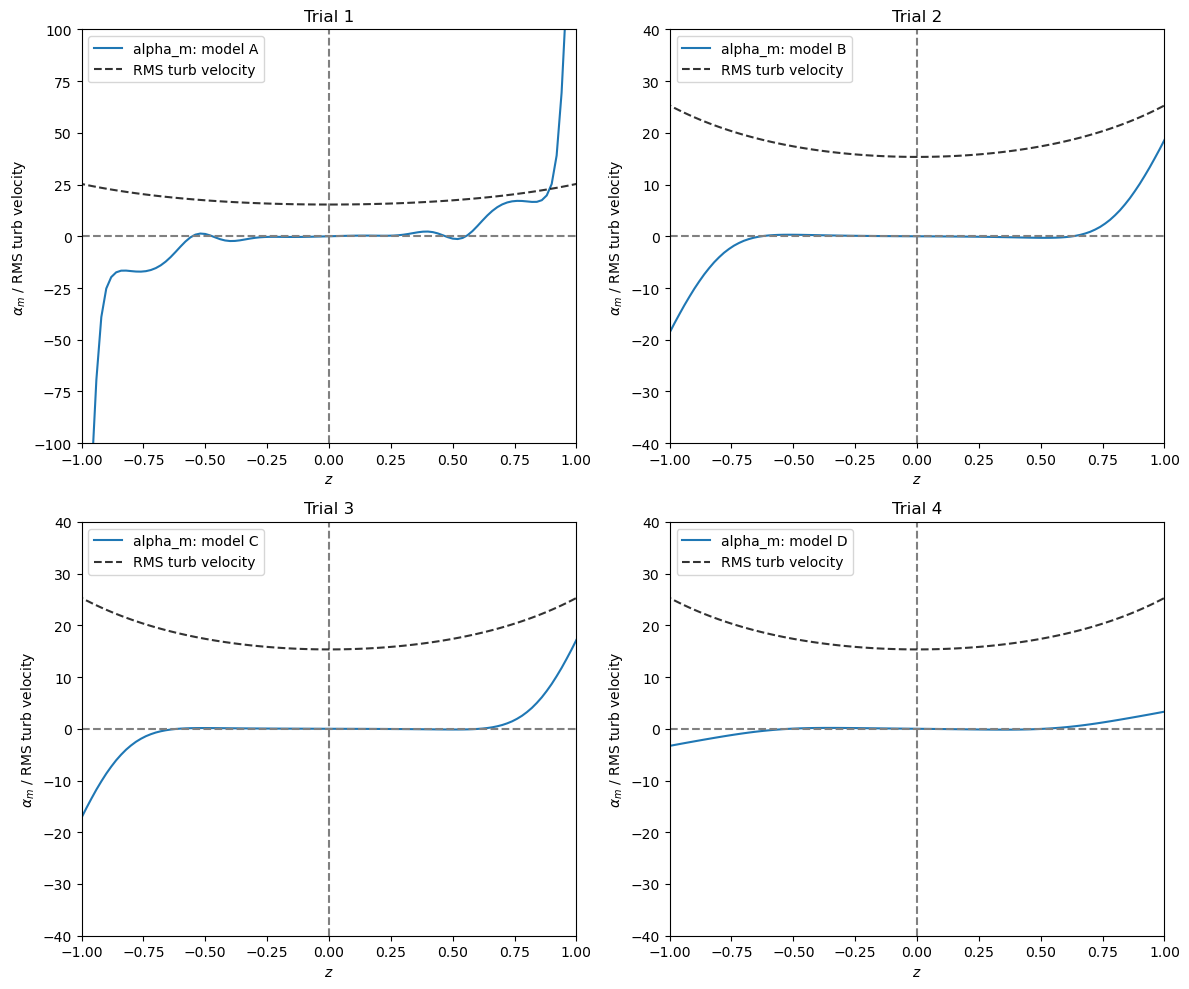 Trial 1
alpha_m: model A
RMS turb velocity
100
75
50
25
0
−25
−50
−75
−100
α_m / RMS turb velocity
−1.00 −0.75 −0.50 −0.25 0.00 0.25 0.50 0.75 1.00
z
Trial 2
alpha_m: model B
RMS turb velocity
40
30
20
10
0
−10
−20
−30
−40
α_m / RMS turb velocity
−1.00 −0.75 −0.50 −0.25 0.00 0.25 0.50 0.75 1.00
z
Trial 3
alpha_m: model C
RMS turb velocity
40
30
20
10
0
−10
−20
−30
−40
α_m / RMS turb velocity
−1.00 −0.75 −0.50 −0.25 0.00 0.25 0.50 0.75 1.00
z
Trial 4
alpha_m: model D
RMS turb velocity
40
30
20
10
0
−10
−20
−30
−40
α_m / RMS turb velocity
−1.00 −0.75 −0.50 −0.25 0.00 0.25 0.50 0.75 1.00
z